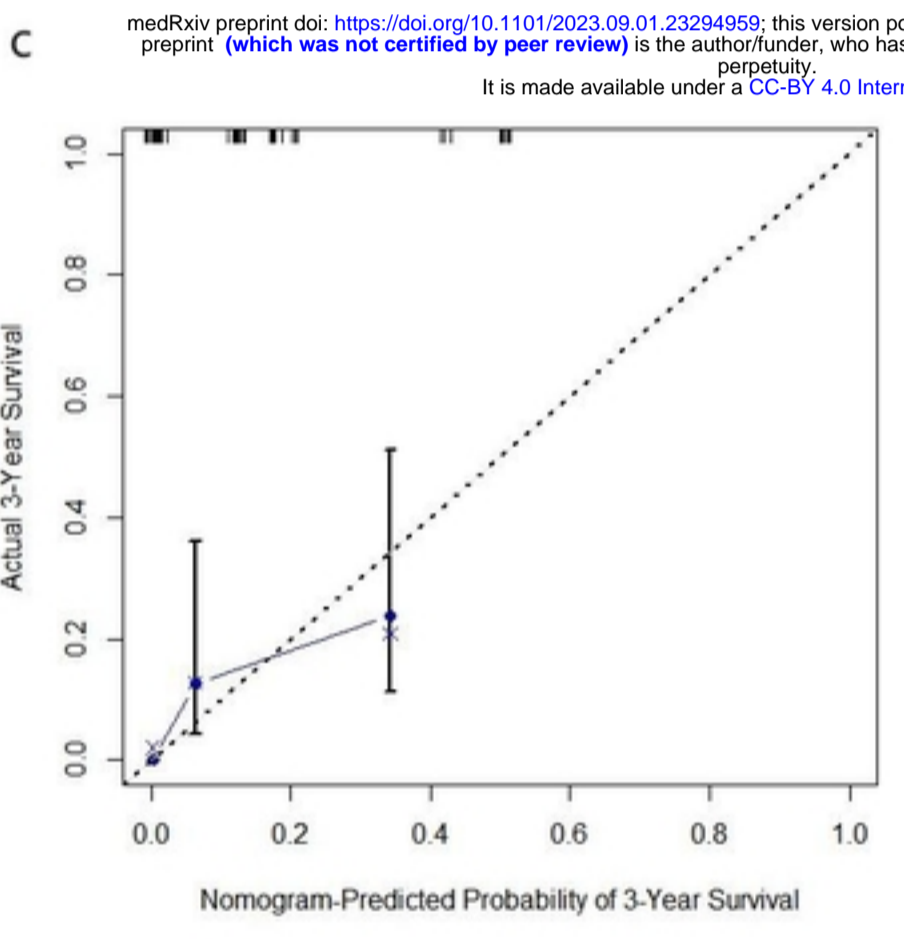 medRxiv preprint doi: https://doi.org/10.1101/2023.09.01.23294959; this version
preprint (which was not certified by peer review) is the author/funder, who has
perpetuity.
It is made available under a CC-BY 4.0
C
1.0
0.8
0.6
0.4
0.2
0.0
Actual 3-Year Survival
0.0 0.2 0.4 0.6 0.8 1.0
Nomogram-Predicted Probability of 3-Year Survival